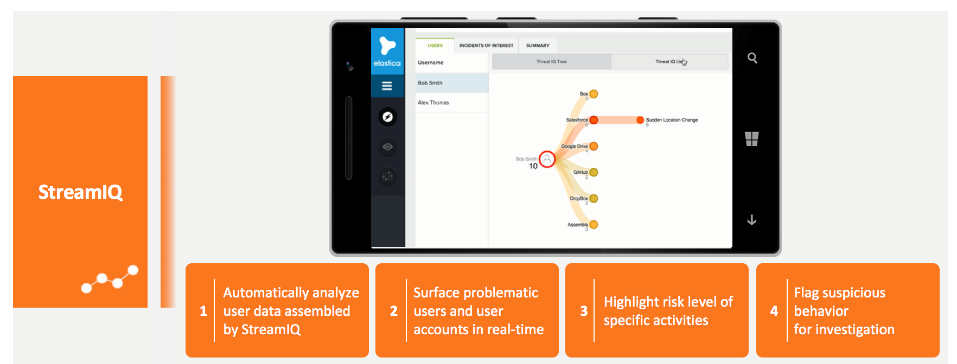 StreamIQ
elastica
USERS
INCIDENTS OF INTEREST
SUMMARY
Username
Bob Smith
Alex Thomas
Threat IQ Tree
Box
Salesforce
Sudden Location Change
6
Google Drive
Bob Smith
10
GitHub
DropBox
Assembla
1
Automatically analyze
user data assembled
by StreamIQ
2
Surface problematic
users and user
accounts in real-time
3
Highlight risk level of
specific activities
4
Flag suspicious
behavior
for investigation